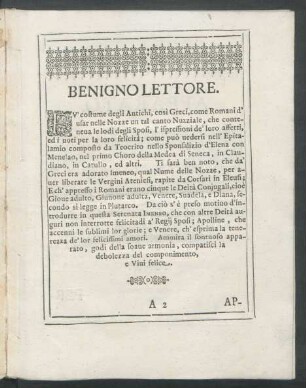 BENIGNO LETTORE.
FV' costume degli Antichi, così Greci, come Romani d'
usar nelle Nozze un tal canto Nuzziale, che conte-
neva le lodi degli Sposi, l' espressioni de' loro affetti,
ed i voti per la loro felicità; come può vedersi nell' Epita-
lamio composto da Teocrito nello Sponsalizio d'Elena con
Menelao, nel primo Choro della Medea di Seneca, in Clau-
diano, in Catullo, ed altri. Ti sarà ben noto, che da'
Greci era adorato Imeneo, qual Nume delle Nozze, per a-
ver liberate le Vergini Ateniesi, rapite da Corsari in Eleusi;
Ecch' appresso i Romani erano cinque le Deità Conjugali, cioè
Giove adulto, Giunone adulta, Venere, Suadela, e Diana, se-
condo si legge in Plutarco. Da ciò s'è preso motivo d'in-
trodurre in questa Serenata Imeneo, che con altre Deità au-
guri non interrotte felicitadi a' Regij Sposi; Apolline, che
accenni le sublimi lor glorie; e Venere, ch' esprima la tene-
rezza de' lor felicissimi amori. Ammira il sontuoso appa-
rato, godi della soave armonia, compatisci la
debolezza del componimento,
e Vivi felice.
A 2 AP-